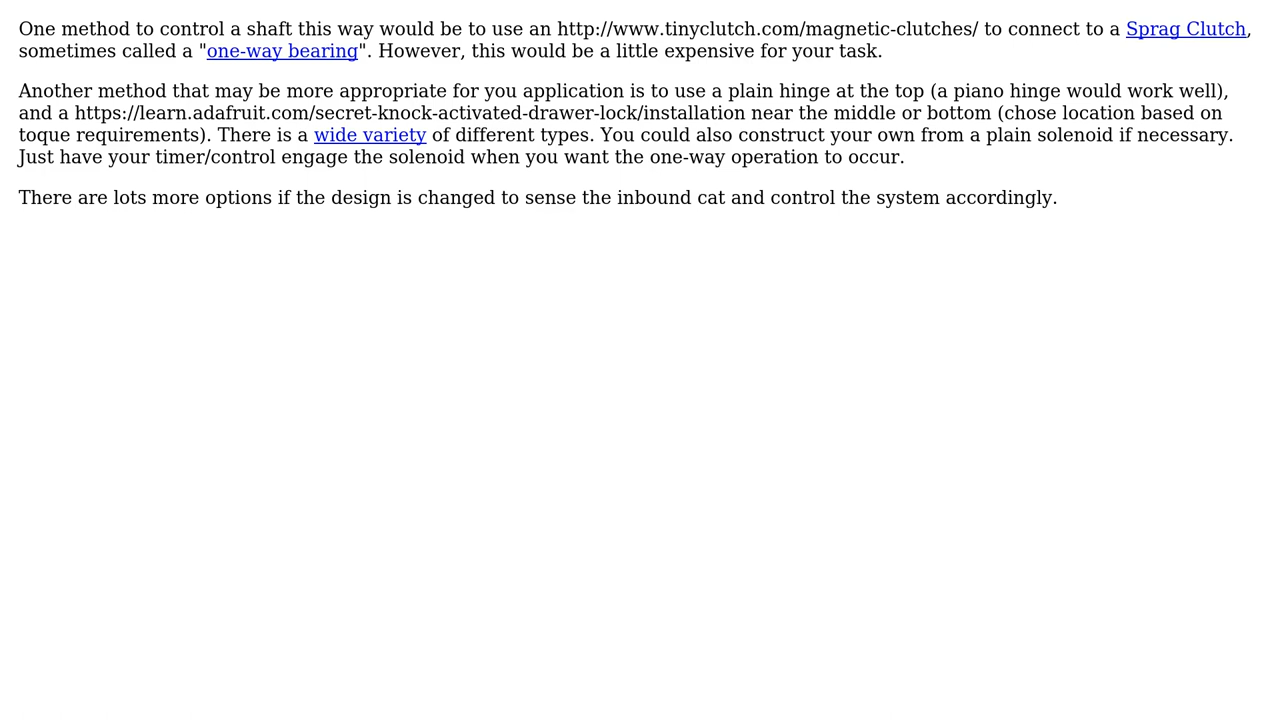 One method to control a shaft this way would be to use an http://www.tinyclutch.com/magnetic-clutches/ to connect to a Sprag Clutch,
sometimes called a "one-way bearing". However, this would be a little expensive for your task.
Another method that may be more appropriate for you application is to use a plain hinge at the top (a piano hinge would work well),
and a https://learn.adafruit.com/secret-knock-activated-drawer-lock/installation near the middle or bottom (chose location based on
toque requirements). There is a wide variety of different types. You could also construct your own from a plain solenoid if necessary.
Just have your timer/control engage the solenoid when you want the one-way operation to occur.
There are lots more options if the design is changed to sense the inbound cat and control the system accordingly.